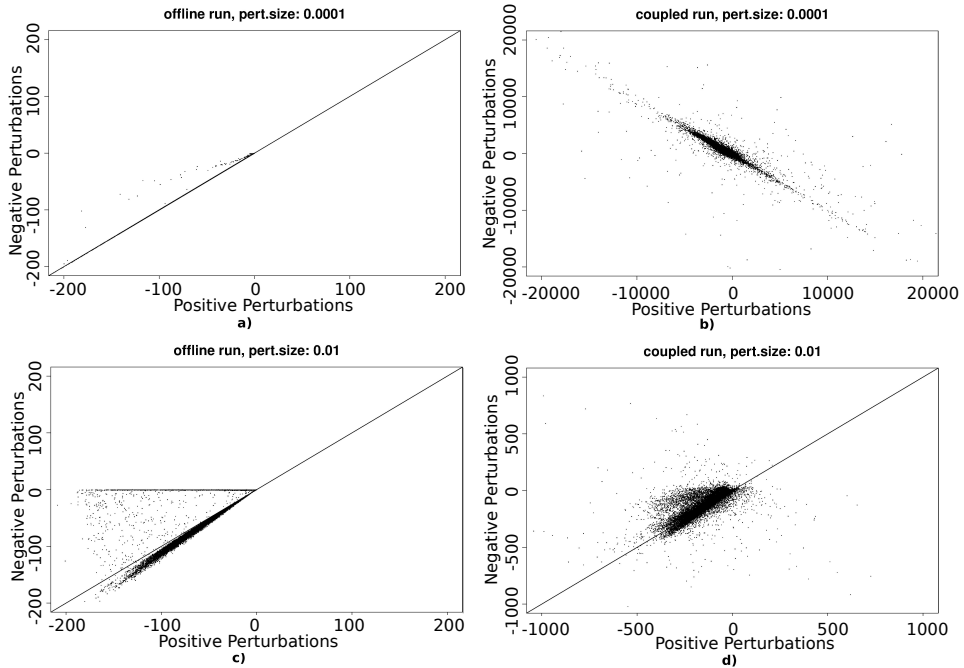 offline run, pert.size: 0.0001
Negative Perturbations
200
100
0
-100
-200
-200 -100 0 100 200
Positive Perturbations
a)
coupled run, pert.size: 0.0001
Negative Perturbations
20000
10000
0
-10000
-20000
-20000 -10000 0 10000 20000
Positive Perturbations
b)
offline run, pert.size: 0.01
Negative Perturbations
200
100
0
-100
-200
-200 -100 0 100 200
Positive Perturbations
c)
coupled run, pert.size: 0.01
Negative Perturbations
1000
500
0
-500
-1000
-1000 -500 0 500 1000
Positive Perturbations
d)